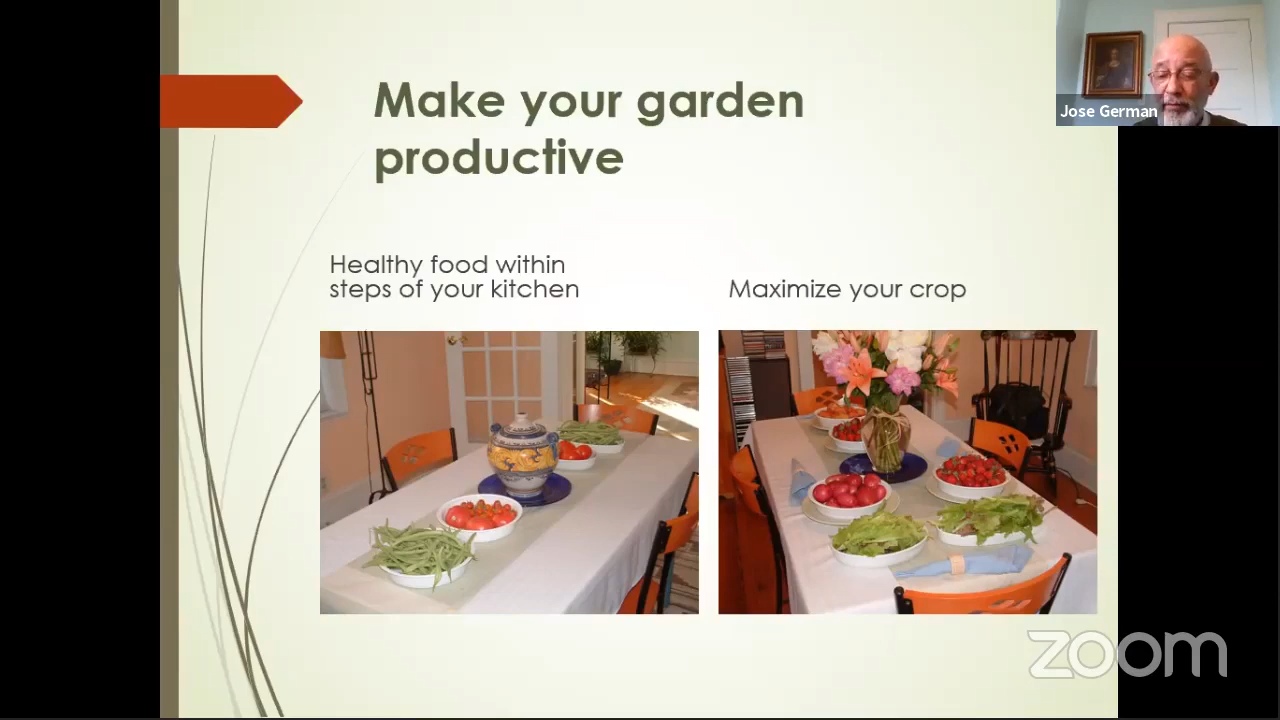 Make your garden
productive
Jose German
Healthy food within
steps of your kitchen
Maximize your crop
zoom